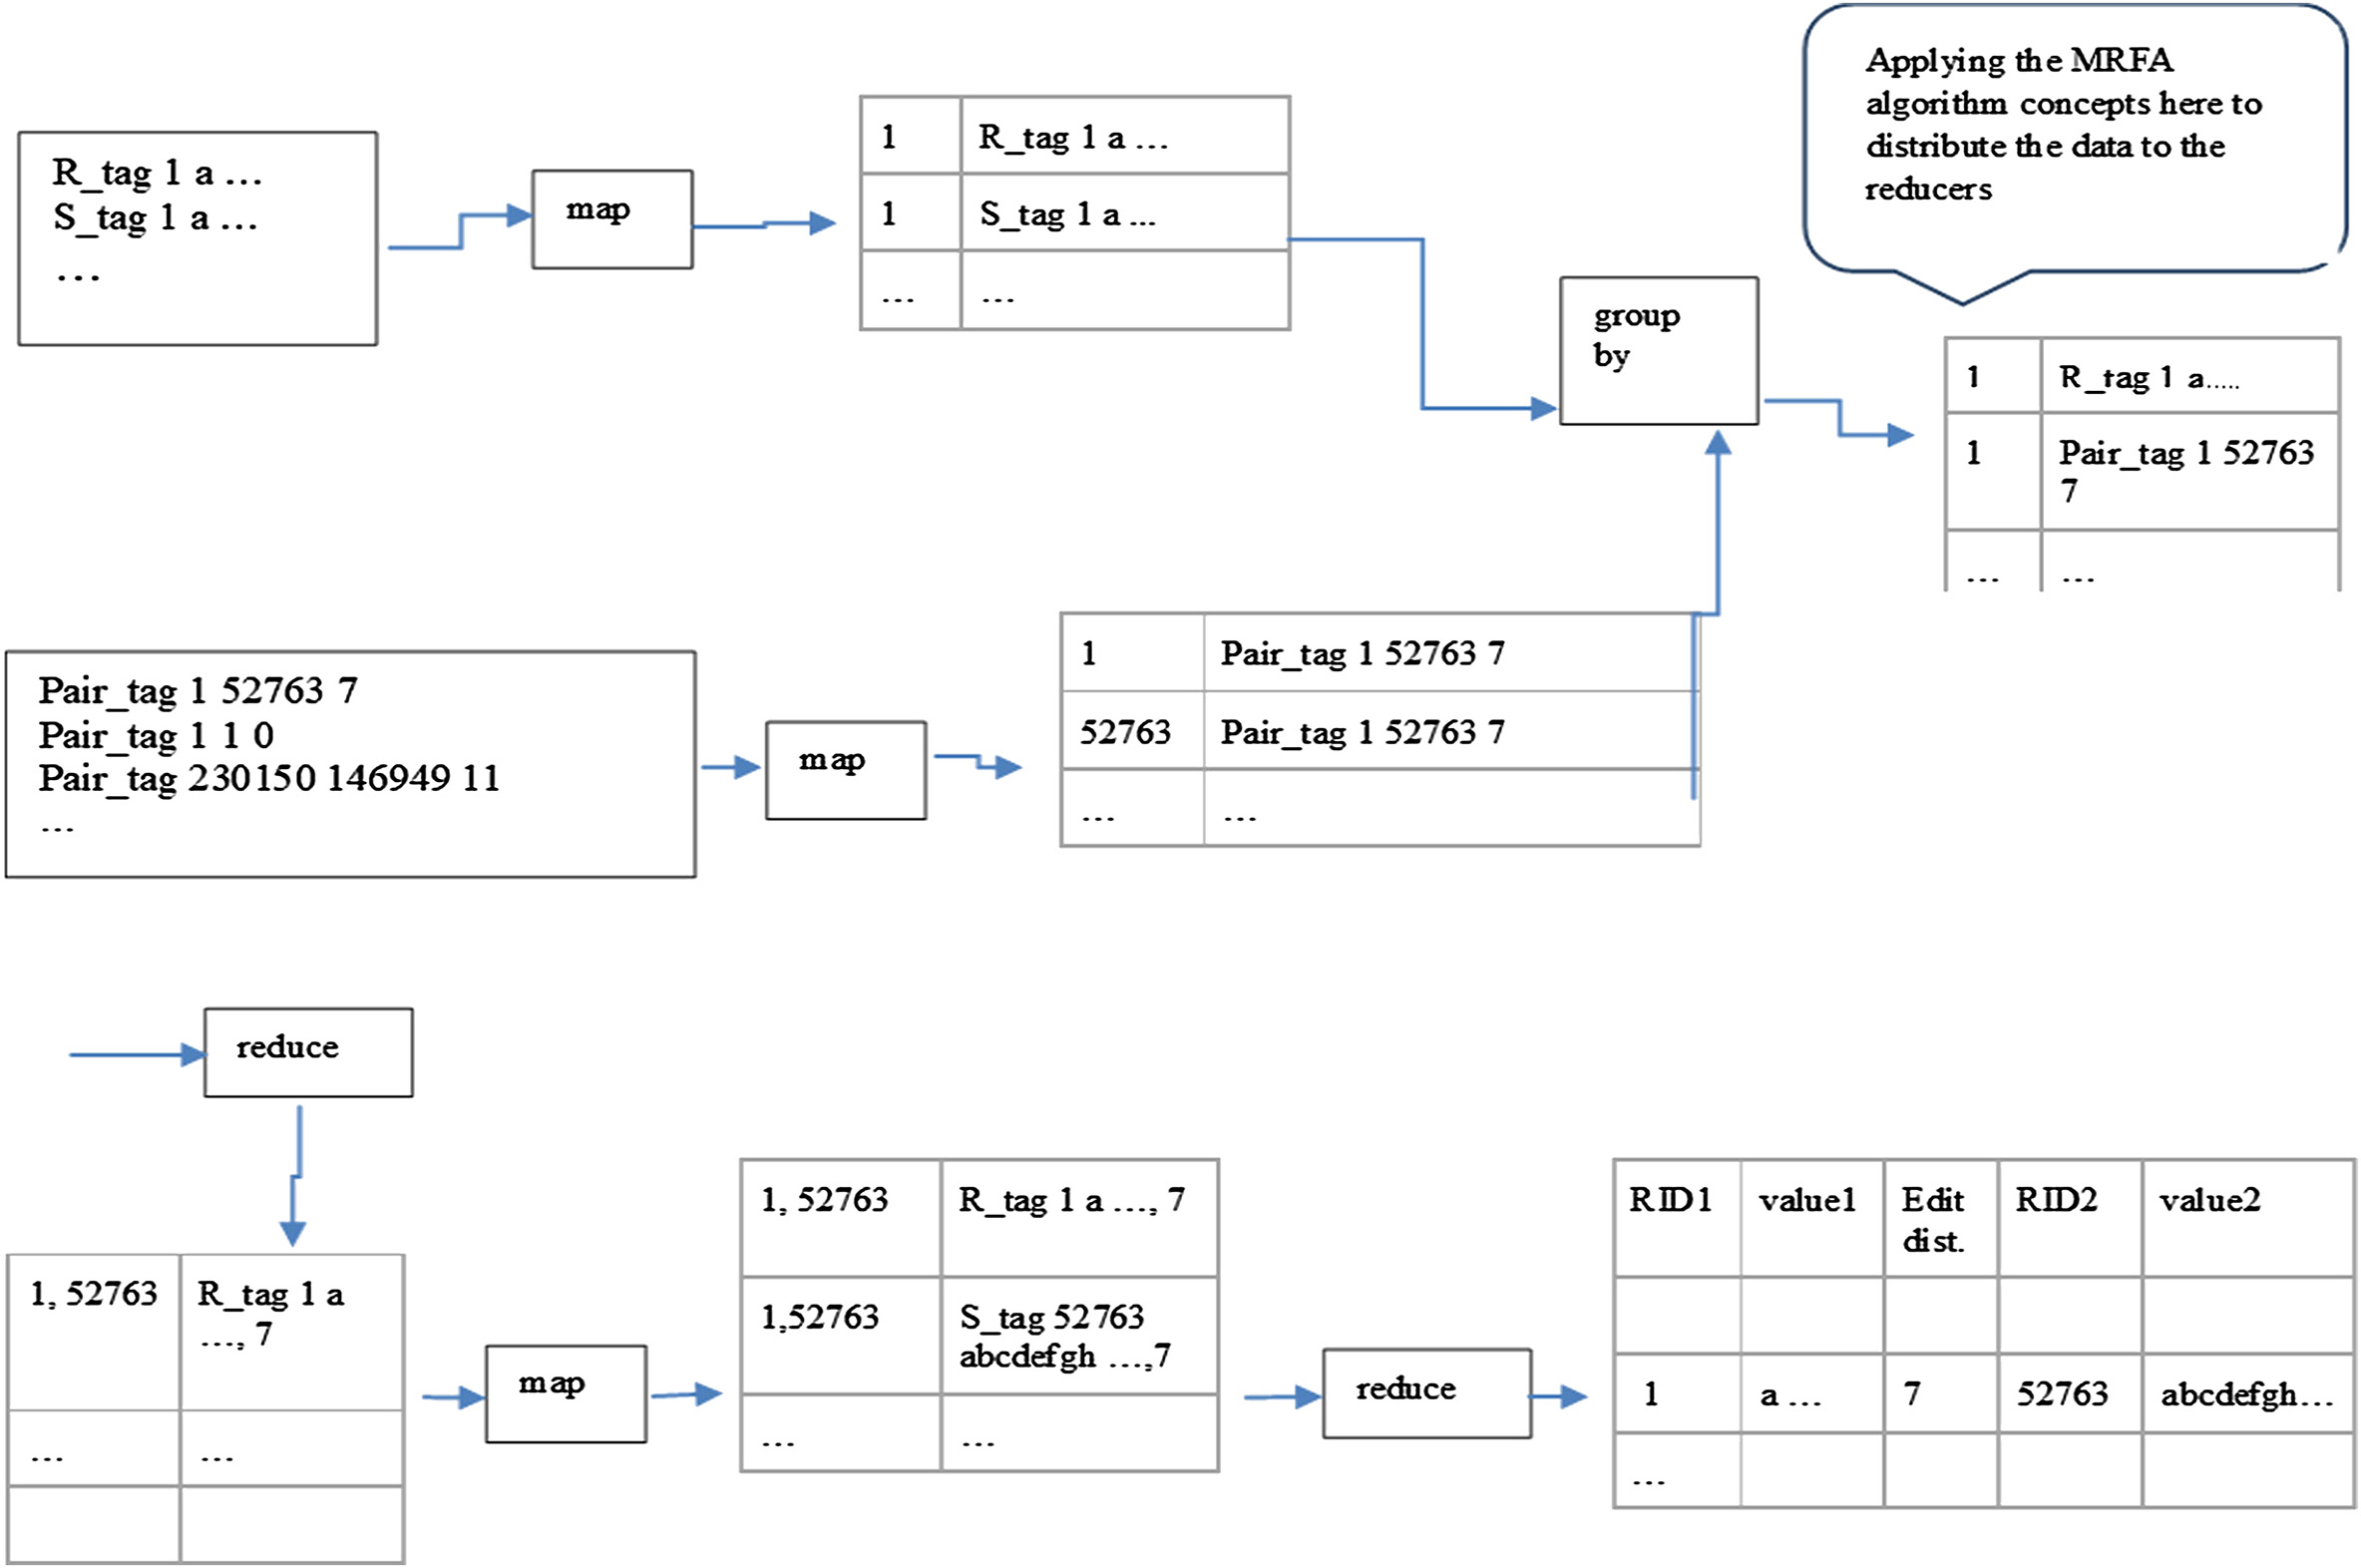 Applying the MRFA
algorithm concepts here to
distribute the data to the
reducers
R_tag 1 a ...
S_tag 1 a ...
...
map
1 R_tag 1 a ...
1 S_tag 1 a ...
... ...
group
by
1 R_tag 1 a.....
1 Pair_tag 1 52763
7
... ...
Pair_tag 1 52763 7
Pair_tag 1 1 0
Pair_tag 230150 146949 11
...
map
1 Pair_tag 1 52763 7
52763 Pair_tag 1 52763 7
... ...
reduce
1, 52763 R_tag 1 a
..., 7
... ...
map
1, 52763 R_tag 1 a ..., 7
1,52763 S_tag 52763
abcdefgh ...,7
... ...
reduce
RID1 value1 Edit
dist. RID2 value2
1 a ... 7 52763 abcdefgh...
...